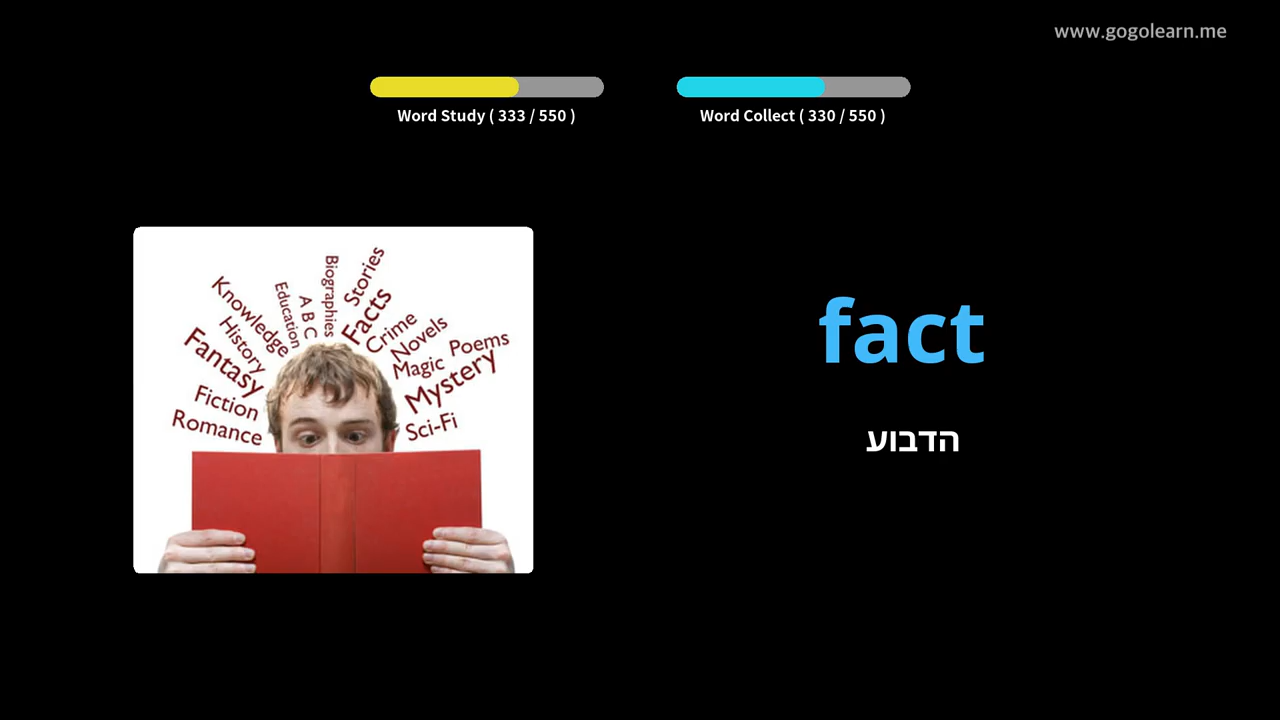 www.gogolearn.me
Word Study ( 333 / 550 )
Word Collect ( 330 / 550 )
Romance
Fiction
Fantasy
History
Knowledge
Education
A B C
Biographies
Stories
Facts
Crime
Novels
Magic
Poems
Mystery
Sci-Fi
fact
הדבוע